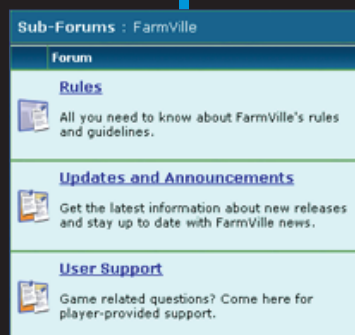 Sub-Forums : FarmVille
Forum
Rules
All you need to know about FarmVille's rules
and guidelines.
Updates and Announcements
Get the latest information about new releases
and stay up to date with FarmVille news.
User Support
Game related questions? Come here for
player-provided support.